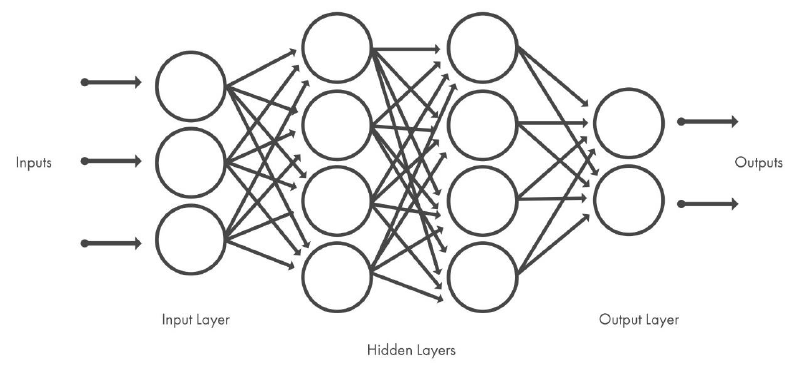 Inputs
Outputs
Input Layer
Output Layer
Hidden Layers